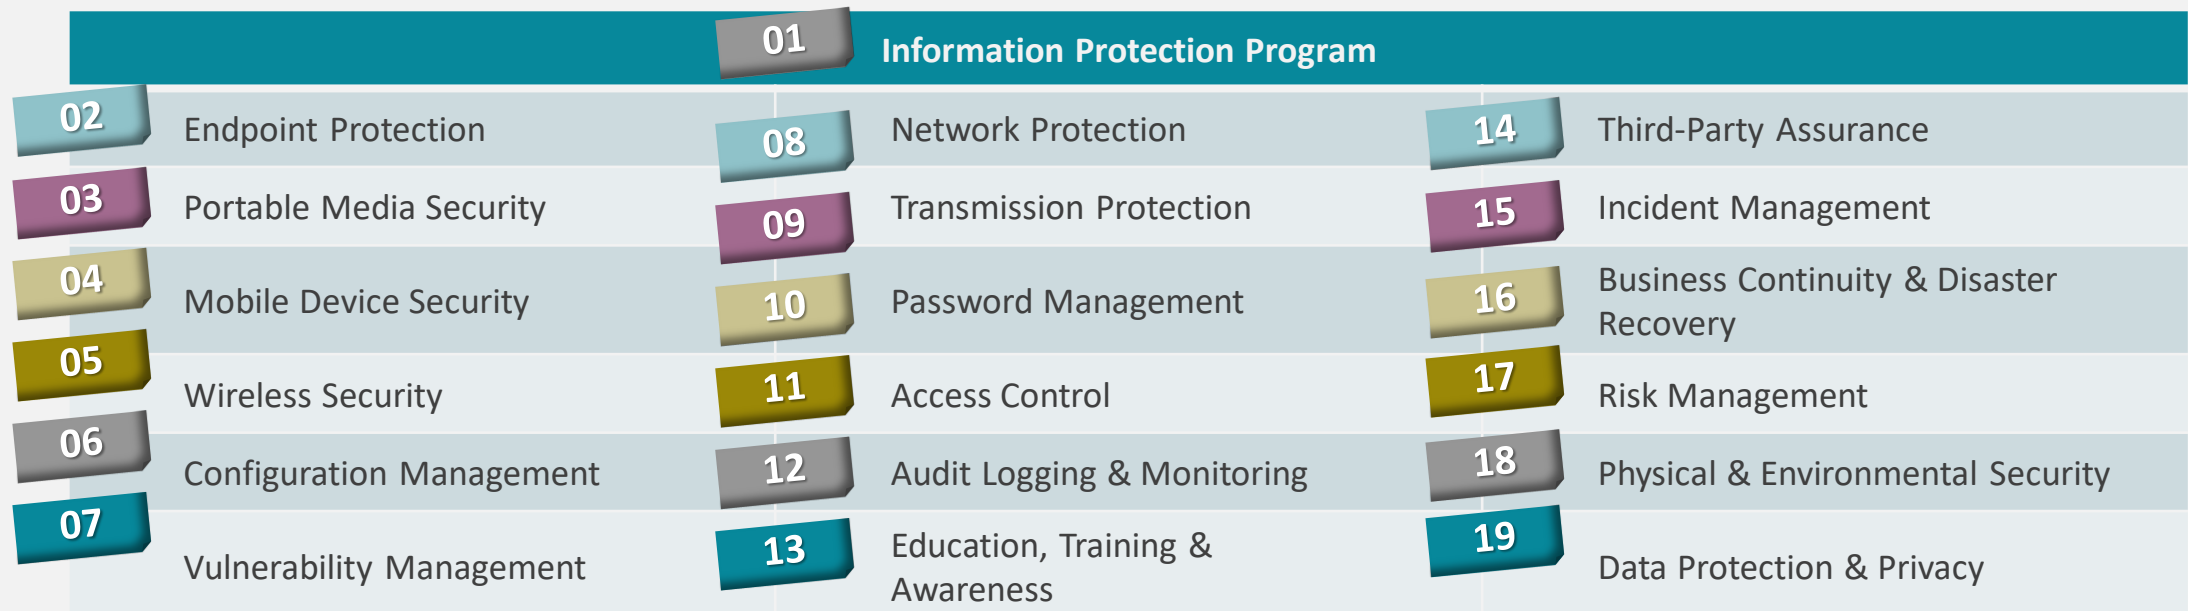 01 Information Protection Program
02 Endpoint Protection
03 Portable Media Security
04 Mobile Device Security
05 Wireless Security
06 Configuration Management
07 Vulnerability Management
08 Network Protection
09 Transmission Protection
10 Password Management
11 Access Control
12 Audit Logging & Monitoring
13 Education, Training &
Awareness
14 Third-Party Assurance
15 Incident Management
16 Business Continuity & Disaster
Recovery
17 Risk Management
18 Physical & Environmental Security
19 Data Protection & Privacy